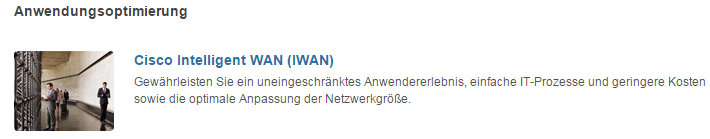 Anwendungsoptimierung
Cisco Intelligent WAN (IWAN)
Gewährleisten Sie ein uneingeschränktes Anwendererlebnis, einfache IT-Prozesse und geringere Kosten
sowie die optimale Anpassung der Netzwerkgröße.